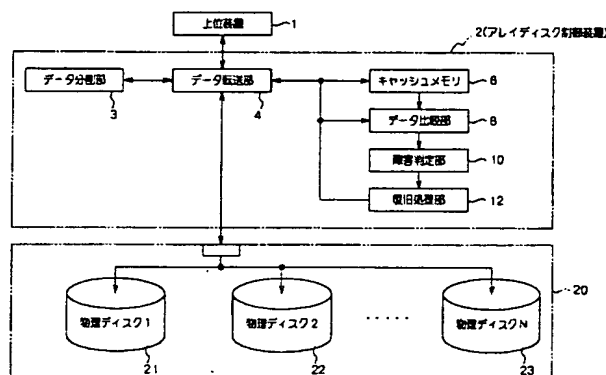 上位装置 1
2(アレイディスク制御装置)
データ分配部 データ転送部 キャッシュメモリ 6
3 4 データ比較部 8
障害判定部 10
復旧処理部 12
20
物理ディスク1 物理ディスク2 ..... 物理ディスクN
21 22 23